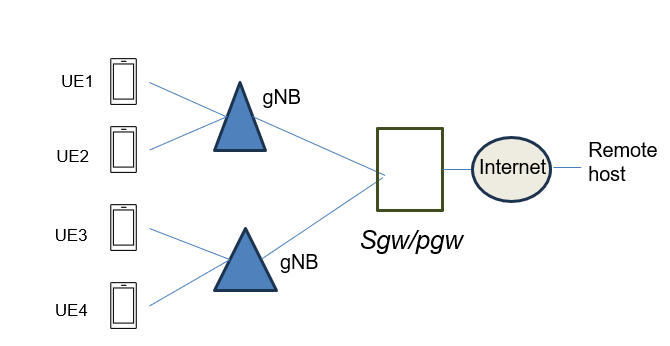 UE1
gNB
UE2
Internet
Remote
host
UE3
Sgw/pgw
gNB
UE4